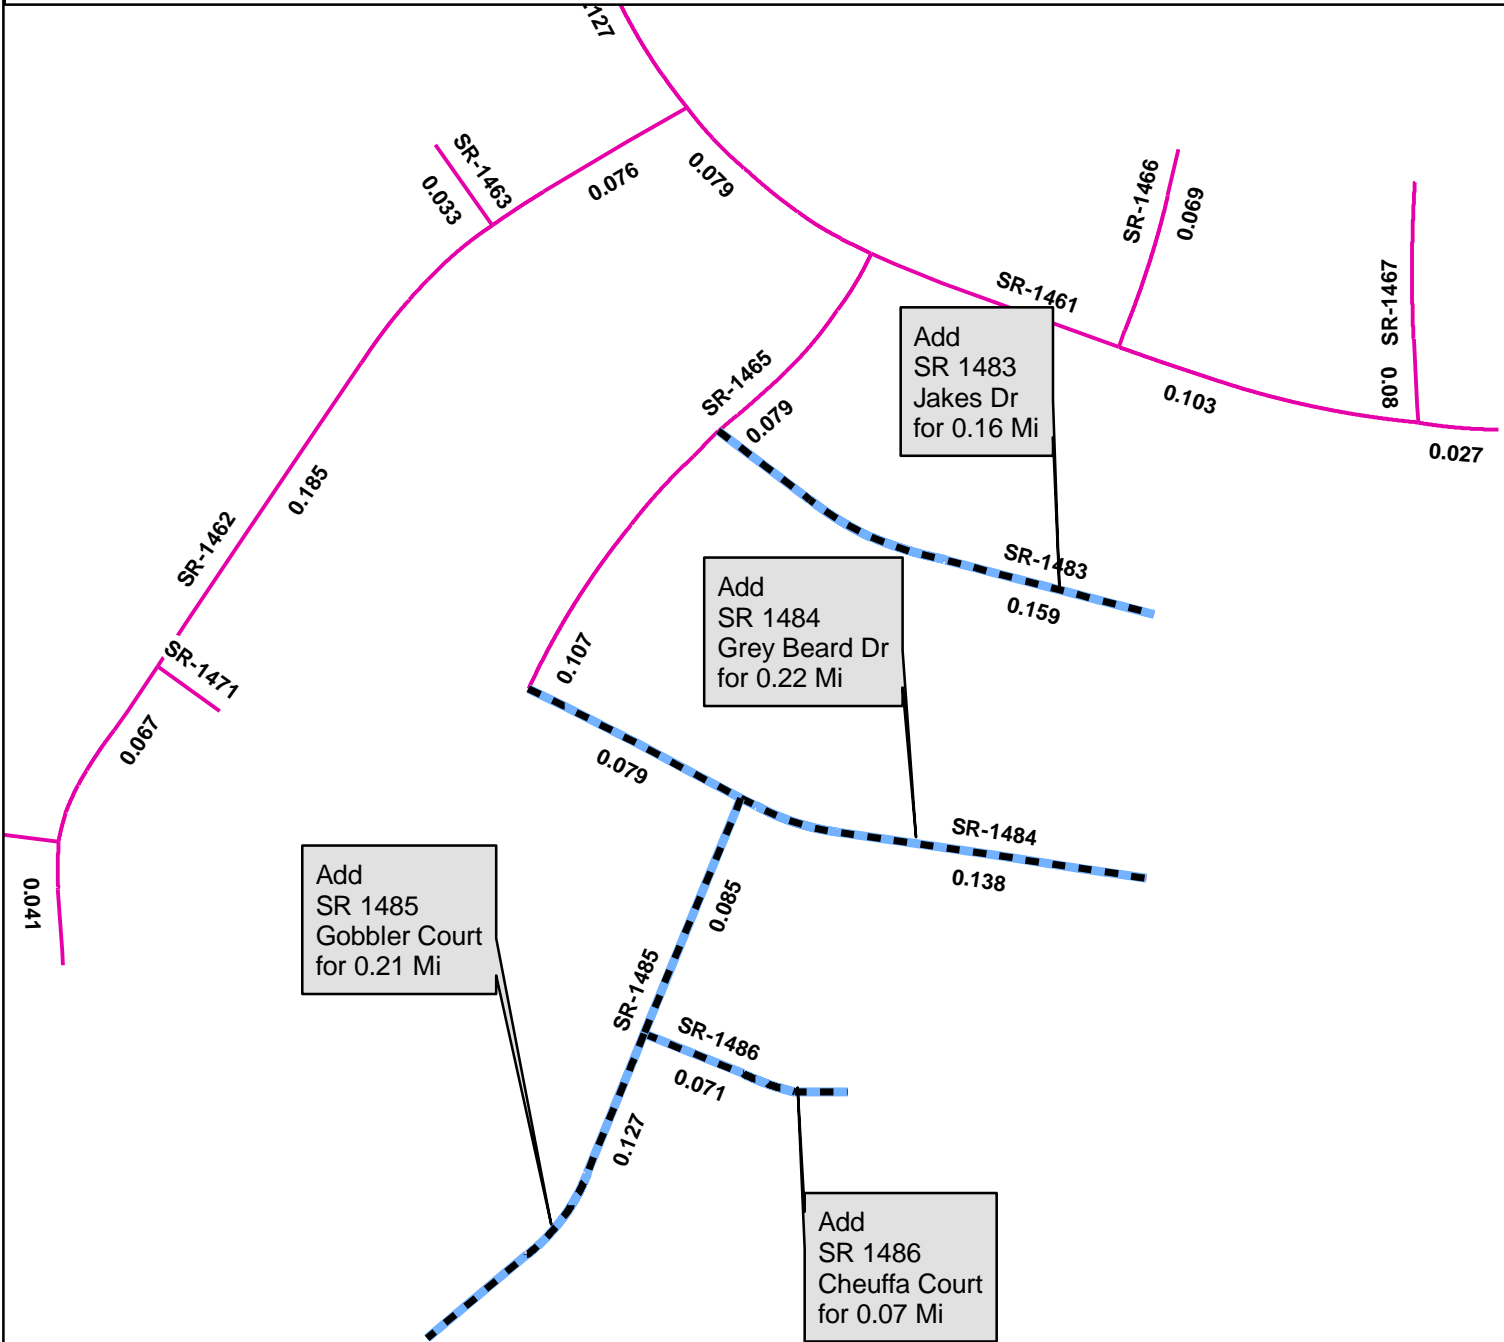 .127
SR-1463
0.033
0.076
0.079
SR-1466
0.069
SR-1461
SR-1467
0.08
0.103
0.027
Add
SR 1483
Jakes Dr
for 0.16 Mi
SR-1465
0.079
0.185
SR-1462
SR-1483
0.159
Add
SR 1484
Grey Beard Dr
for 0.22 Mi
0.107
SR-1471
0.067
0.079
SR-1484
0.138
0.041
Add
SR 1485
Gobbler Court
for 0.21 Mi
0.085
SR-1485
SR-1486
0.071
0.127
Add
SR 1486
Cheuffa Court
for 0.07 Mi